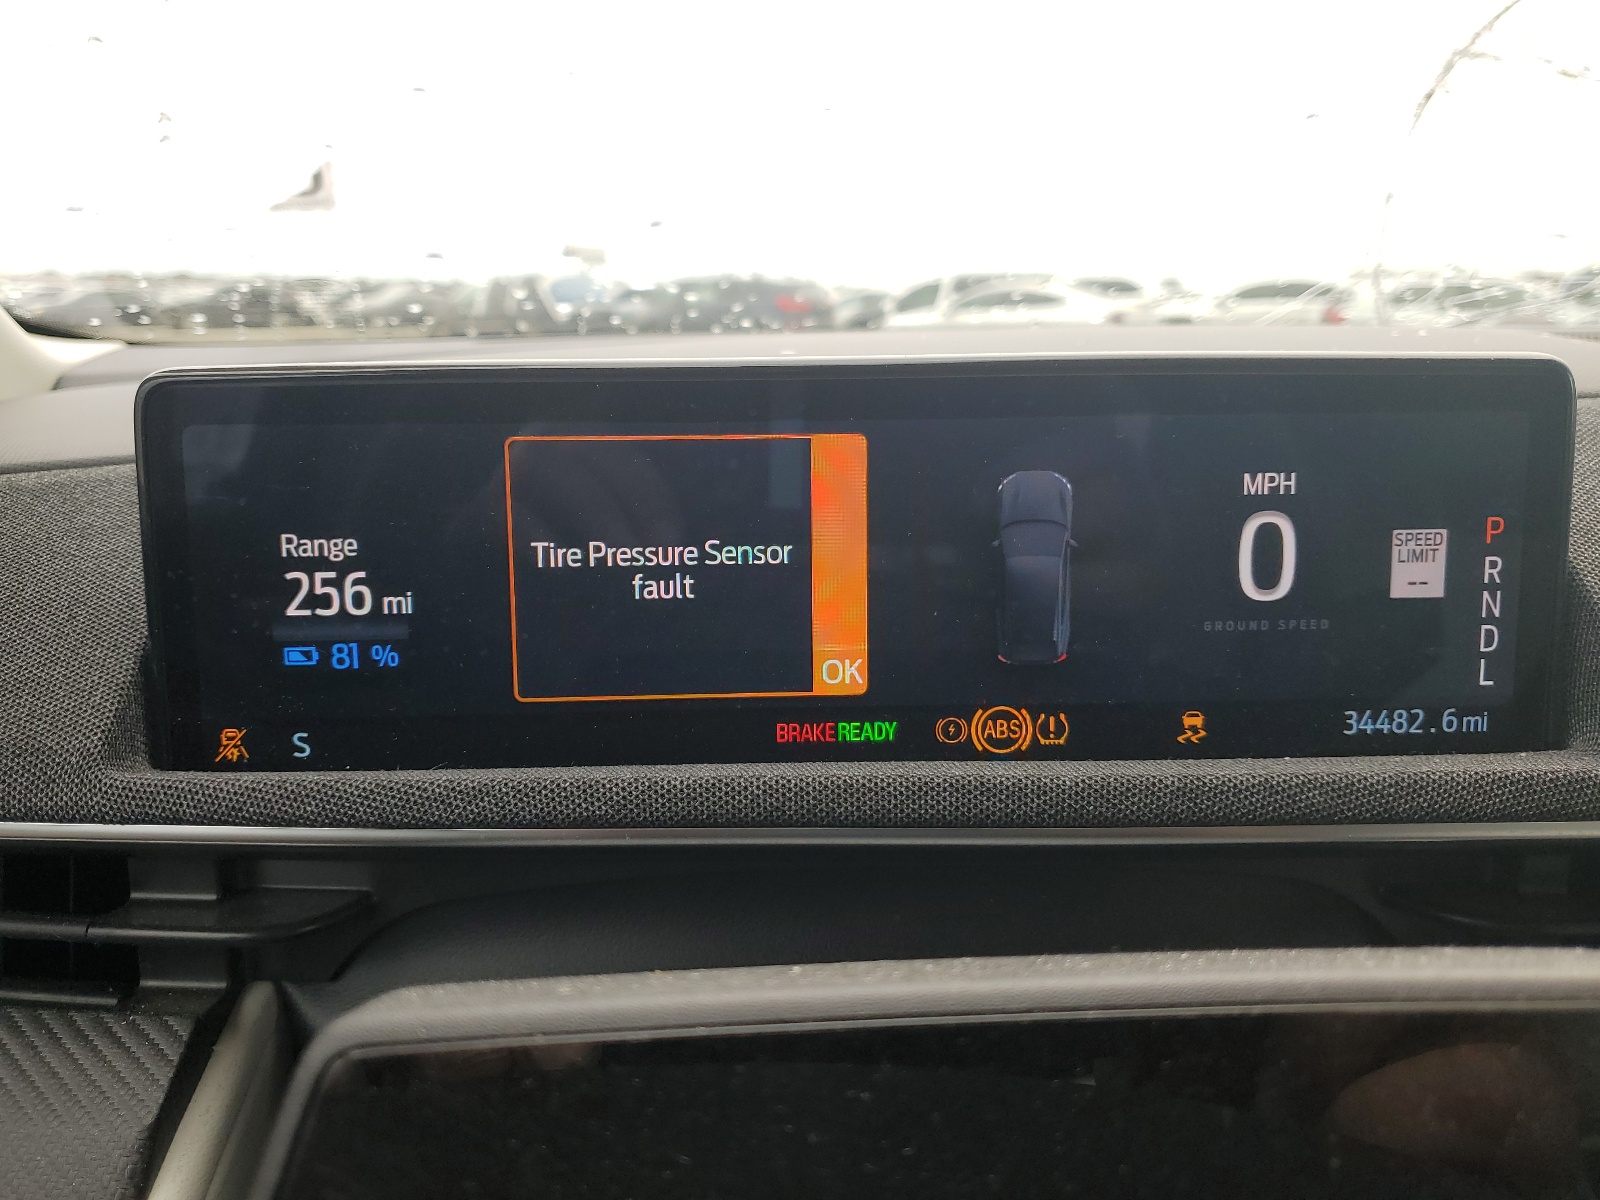 Range
256 mi
81 %
Tire Pressure Sensor
fault
OK
MPH
0
GROUND SPEED
SPEED
LIMIT
--
P
R
N
D
L
S
BRAKE READY
ABS
!
34482.6 mi